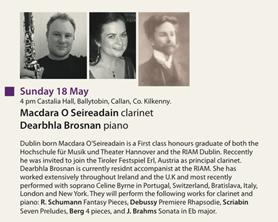 Sunday 18 May
4 pm Castalia Hall, Ballytobin, Callan, Co. Kilkenny.
Macdara O Seireadain clarinet
Dearbhla Brosnan piano
Dublin born Macdara O'Seireadain is a First class honours graduate of both the
Hochschule für Musik und Theater Hannover and the RIAM Dublin. Reccently
he was invited to join the Tiroler Festspiel Erl, Austria as principal clarinet.
Dearbhla Brosnan is currently resident accompanist at the RIAM. She has
worked extensively throughout Ireland and the U.K and most recently
performed with soprano Celine Byrne in Portugal, Switzerland, Bratislava, Italy,
London and New York. They will perform the following works for clarinet and
piano: R. Schumann Fantasy Pieces, Debussy Premiere Rhapsodie, Scriabin
Seven Preludes, Berg 4 pieces, and J. Brahms Sonata in Eb major.